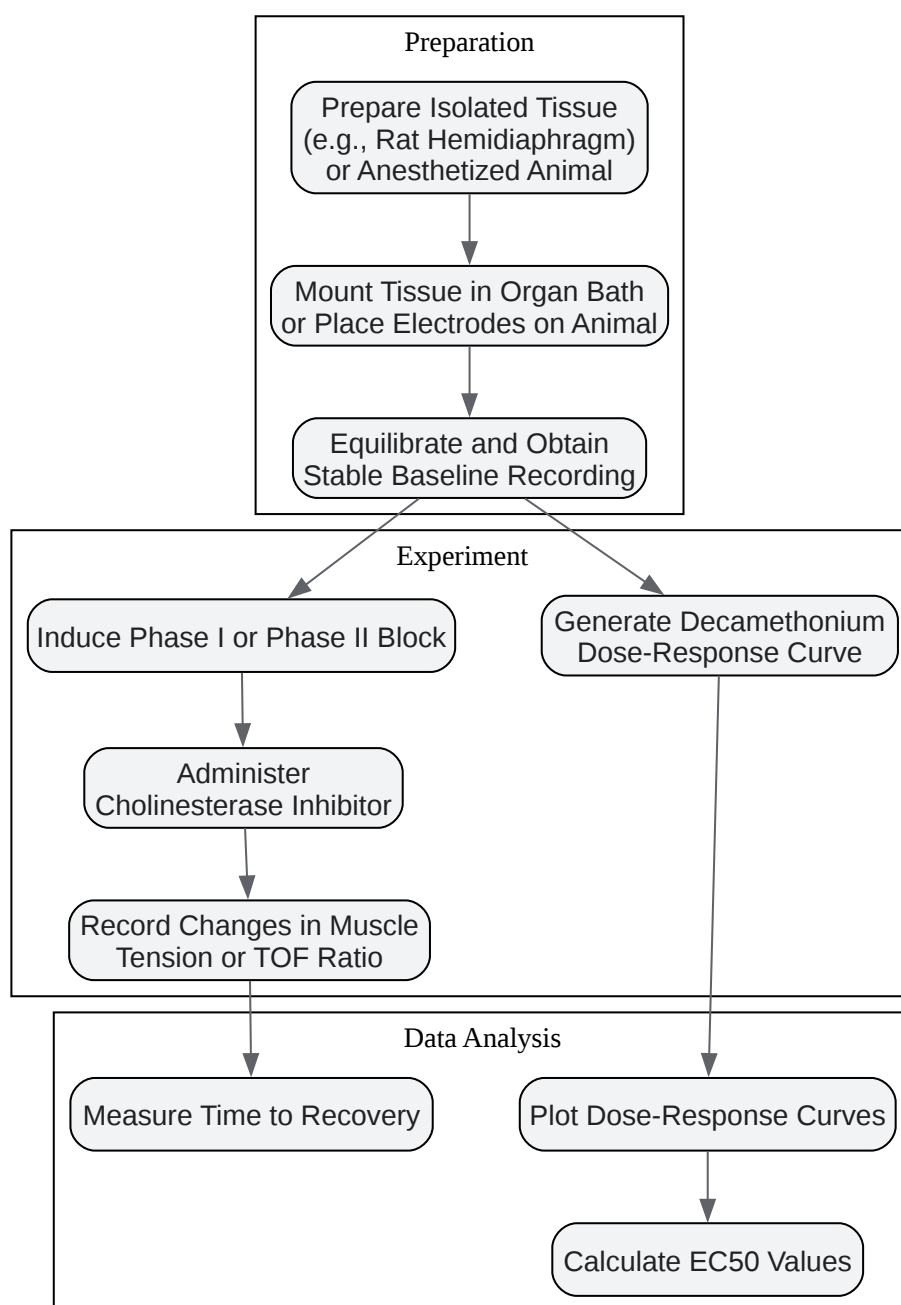 Preparation
Prepare Isolated Tissue
(e.g., Rat Hemidiaphragm)
or Anesthetized Animal
Mount Tissue in Organ Bath
or Place Electrodes on Animal
Equilibrate and Obtain
Stable Baseline Recording
Experiment
Induce Phase I or Phase II Block
Generate Decamethonium
Dose-Response Curve
Administer
Cholinesterase Inhibitor
Record Changes in Muscle
Tension or TOF Ratio
Data Analysis
Measure Time to Recovery
Plot Dose-Response Curves
Calculate EC50 Values